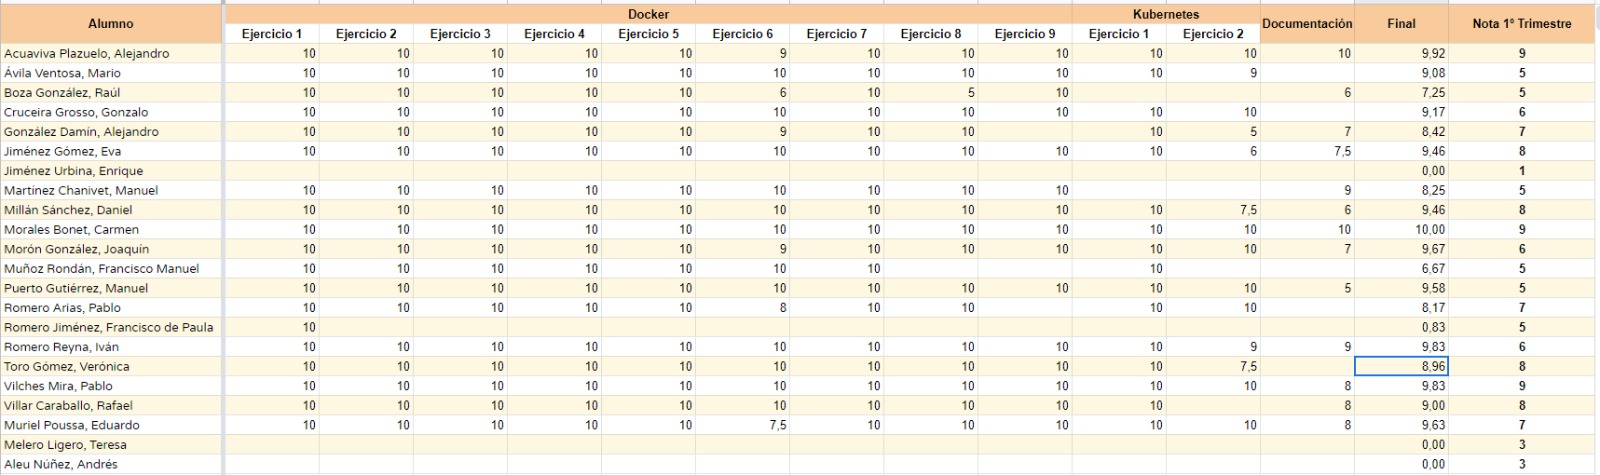 Alumno Docker Kubernetes Documentación Final Nota 1º Trimestre
Ejercicio 1 Ejercicio 2 Ejercicio 3 Ejercicio 4 Ejercicio 5 Ejercicio 6 Ejercicio 7 Ejercicio 8 Ejercicio 9 Ejercicio 1 Ejercicio 2
Acuaviva Plazuelo, Alejandro 10 10 10 10 10 9 10 10 10 10 10 10 9,92 9
Ávila Ventosa, Mario 10 10 10 10 10 10 10 10 10 10 9 9,08 5
Boza González, Raúl 10 10 10 10 10 6 10 5 10 6 7,25 5
Cruceira Grosso, Gonzalo 10 10 10 10 10 10 10 10 10 10 10 9,17 6
González Damín, Alejandro 10 10 10 10 10 9 10 10 10 5 7 8,42 7
Jiménez Gómez, Eva 10 10 10 10 10 10 10 10 10 10 6 7,5 9,46 8
Jiménez Urbina, Enrique 0,00 1
Martínez Chanivet, Manuel 10 10 10 10 10 10 10 10 10 9 8,25 5
Millán Sánchez, Daniel 10 10 10 10 10 10 10 10 10 10 7,5 6 9,46 8
Morales Bonet, Carmen 10 10 10 10 10 10 10 10 10 10 10 10 10,00 9
Morón González, Joaquín 10 10 10 10 10 9 10 10 10 10 10 7 9,67 6
Muñoz Rondán, Francisco Manuel 10 10 10 10 10 10 10 10 6,67 5
Puerto Gutiérrez, Manuel 10 10 10 10 10 10 10 10 10 10 10 5 9,58 5
Romero Arias, Pablo 10 10 10 10 10 8 10 10 10 10 8,17 7
Romero Jiménez, Francisco de Paula 10 0,83 5
Romero Reyna, Iván 10 10 10 10 10 10 10 10 10 10 9 9 9,83 6
Toro Gómez, Verónica 10 10 10 10 10 10 10 10 10 10 7,5 8,96 8
Vilches Mira, Pablo 10 10 10 10 10 10 10 10 10 10 10 8 9,83 9
Villar Caraballo, Rafael 10 10 10 10 10 10 10 10 10 10 8 9,00 8
Muriel Poussa, Eduardo 10 10 10 10 10 7,5 10 10 10 10 10 8 9,63 7
Melero Ligero, Teresa 0,00 3
Aleu Núñez, Andrés 0,00 3